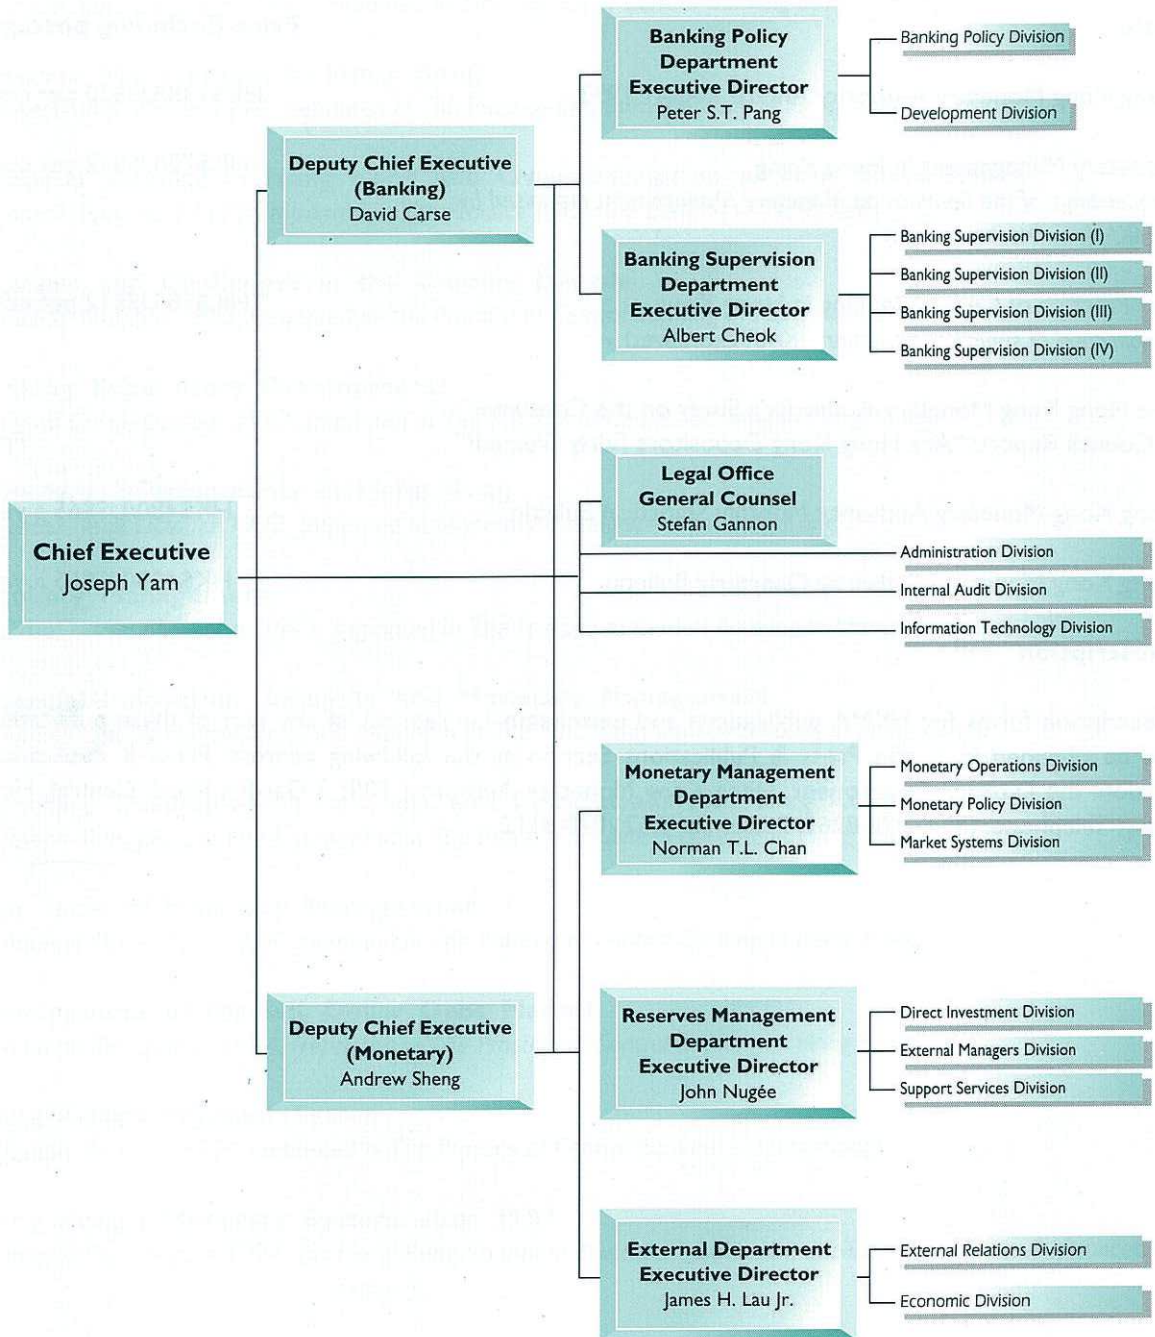 Banking Policy
Department
Executive Director
Peter S.T. Pang
Banking Policy Division
Development Division
Deputy Chief Executive
(Banking)
David Carse
Banking Supervision
Department
Executive Director
Albert Cheok
Banking Supervision Division (I)
Banking Supervision Division (II)
Banking Supervision Division (III)
Banking Supervision Division (IV)
Legal Office
General Counsel
Stefan Gannon
Chief Executive
Joseph Yam
Administration Division
Internal Audit Division
Information Technology Division
Monetary Management
Department
Executive Director
Norman T.L. Chan
Monetary Operations Division
Monetary Policy Division
Market Systems Division
Deputy Chief Executive
(Monetary)
Andrew Sheng
Reserves Management
Department
Executive Director
John Nugée
Direct Investment Division
External Managers Division
Support Services Division
External Department
Executive Director
James H. Lau Jr.
External Relations Division
Economic Division